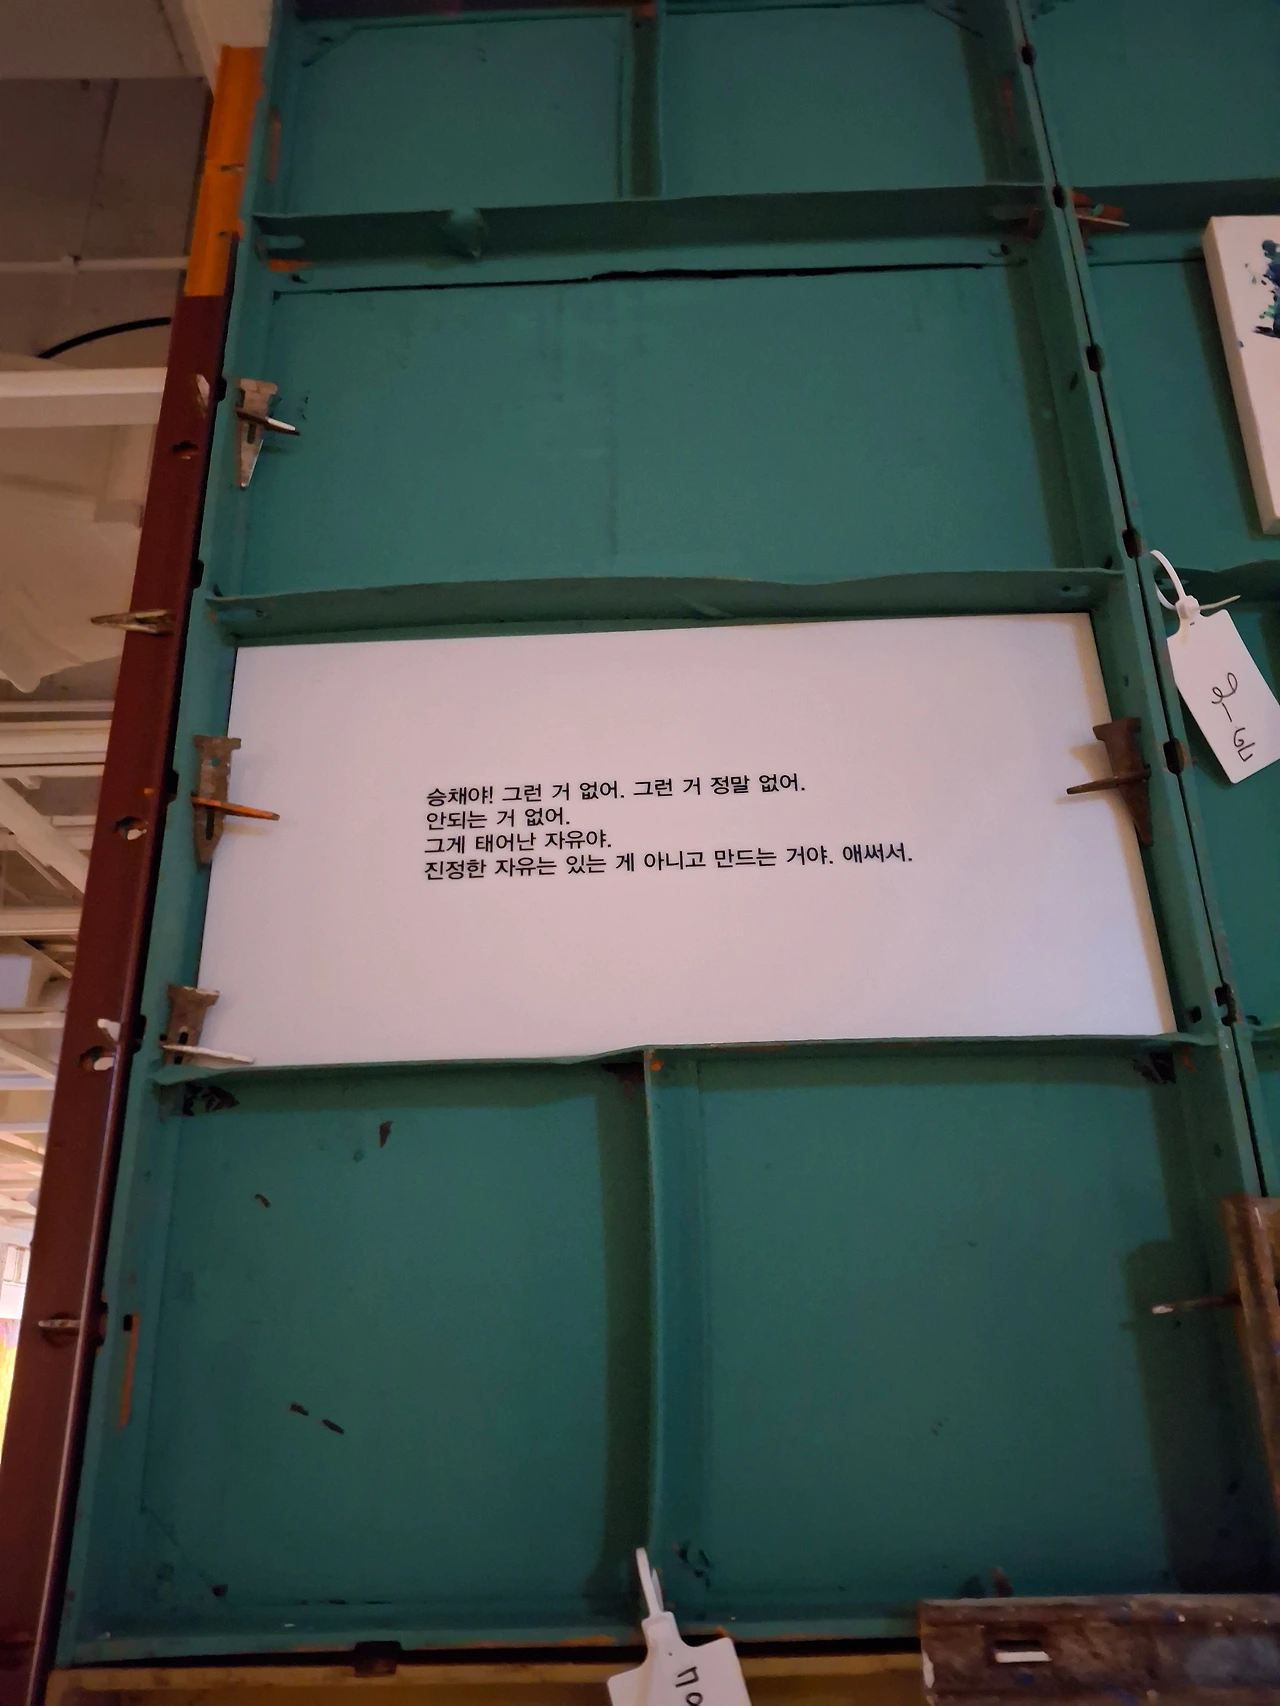 승채야! 그런 거 없어. 그런 거 정말 없어.
안되는 거 없어.
그게 태어난 자유야.
진정한 자유는 있는 게 아니고 만드는 거야. 애써서.